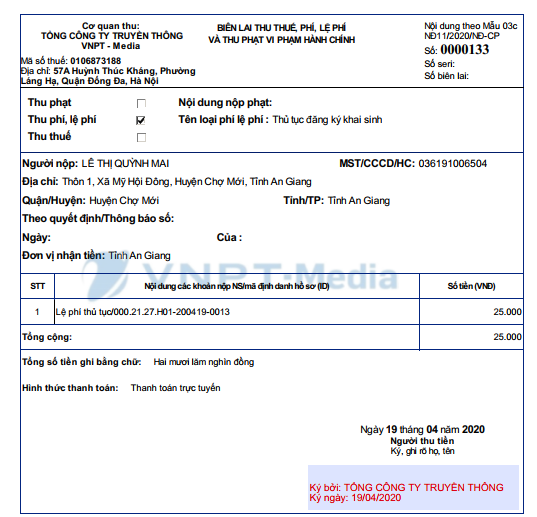 Cơ quan thu:
TỔNG CÔNG TY TRUYỀN THÔNG
VNPT - Media
Mã số thuế: 0106873188
Địa chỉ: 57A Huỳnh Thúc Kháng, Phường
Láng Hạ, Quận Đống Đa, Hà Nội
BIÊN LAI THU THUẾ, PHÍ, LỆ PHÍ
VÀ THU PHẠT VI PHẠM HÀNH CHÍNH
Nội dung theo Mẫu 03c
NĐ11/2020/NĐ-CP
Số: 0000133
Số seri:
Số biên lai:
Thu phạt Nội dung nộp phạt:
Thu phí, lệ phí Tên loại phí lệ phí : Thủ tục đăng ký khai sinh
Thu thuế
Người nộp: LÊ THỊ QUỲNH MAI MST/CCCD/HC: 036191006504
Địa chỉ: Thôn 1, Xã Mỹ Hội Đông, Huyện Chợ Mới, Tỉnh An Giang
Quận/Huyện: Huyện Chợ Mới Tỉnh/TP: Tỉnh An Giang
Theo quyết định/Thông báo số:
Ngày: Của :
Đơn vị nhận tiền: Tỉnh An Giang
VNPT-Media
STT Nội dung các khoản nộp NS/mã định danh hồ sơ (ID) Số tiền (VNĐ)
1 Lệ phí thủ tục/000.21.27.H01-200419-0013 25.000
Tổng cộng: 25.000
Tổng số tiền ghi bằng chữ: Hai mươi lăm nghìn đồng
Hình thức thanh toán: Thanh toán trực tuyến
Ngày 19 tháng 04 năm 2020
Người thu tiền
Ký, ghi rõ họ, tên
Ký bởi: TỔNG CÔNG TY TRUYỀN THÔNG
Ký ngày: 19/04/2020